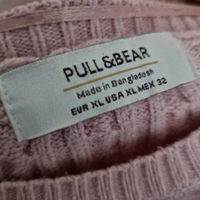 PULL&BEAR
Made in Bangladesh
EUR XL USA XL MEX 32